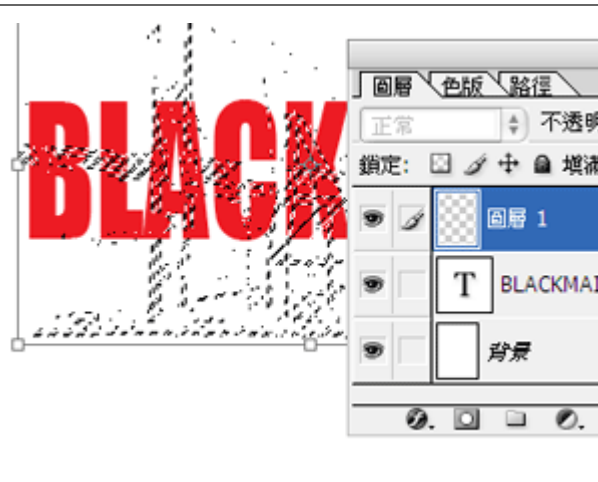 BLACK
圖層 色版 路徑
正常 不透明
鎖定: 填滿
圖層 1
T BLACKMAI
背景